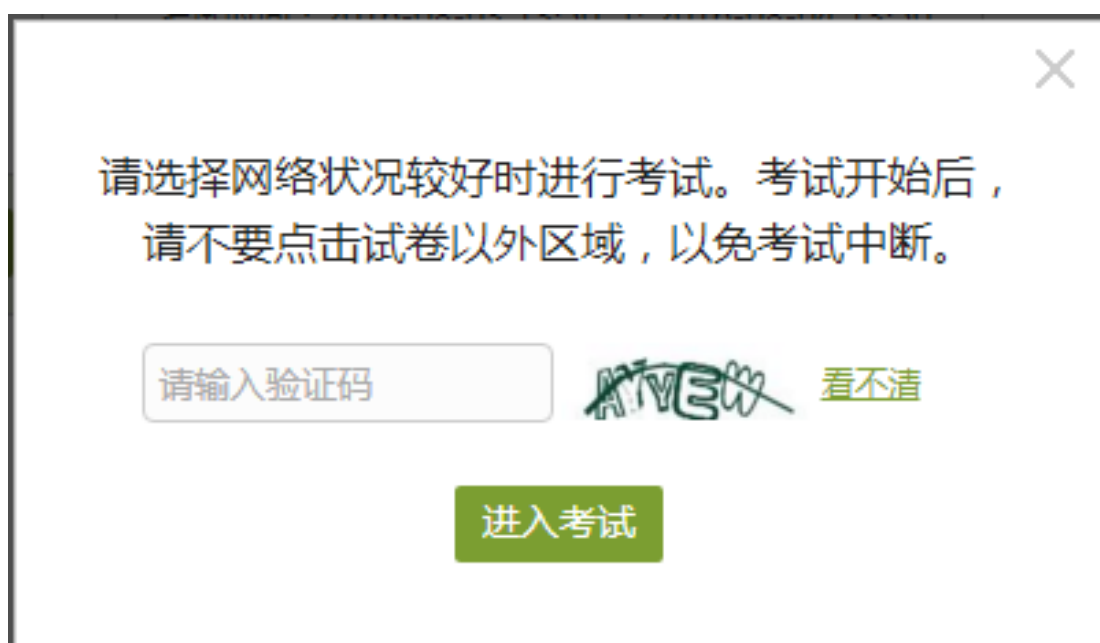 请选择网络状况较好时进行考试。考试开始后，
请不要点击试卷以外区域，以免考试中断。
请输入验证码
看不清
进入考试